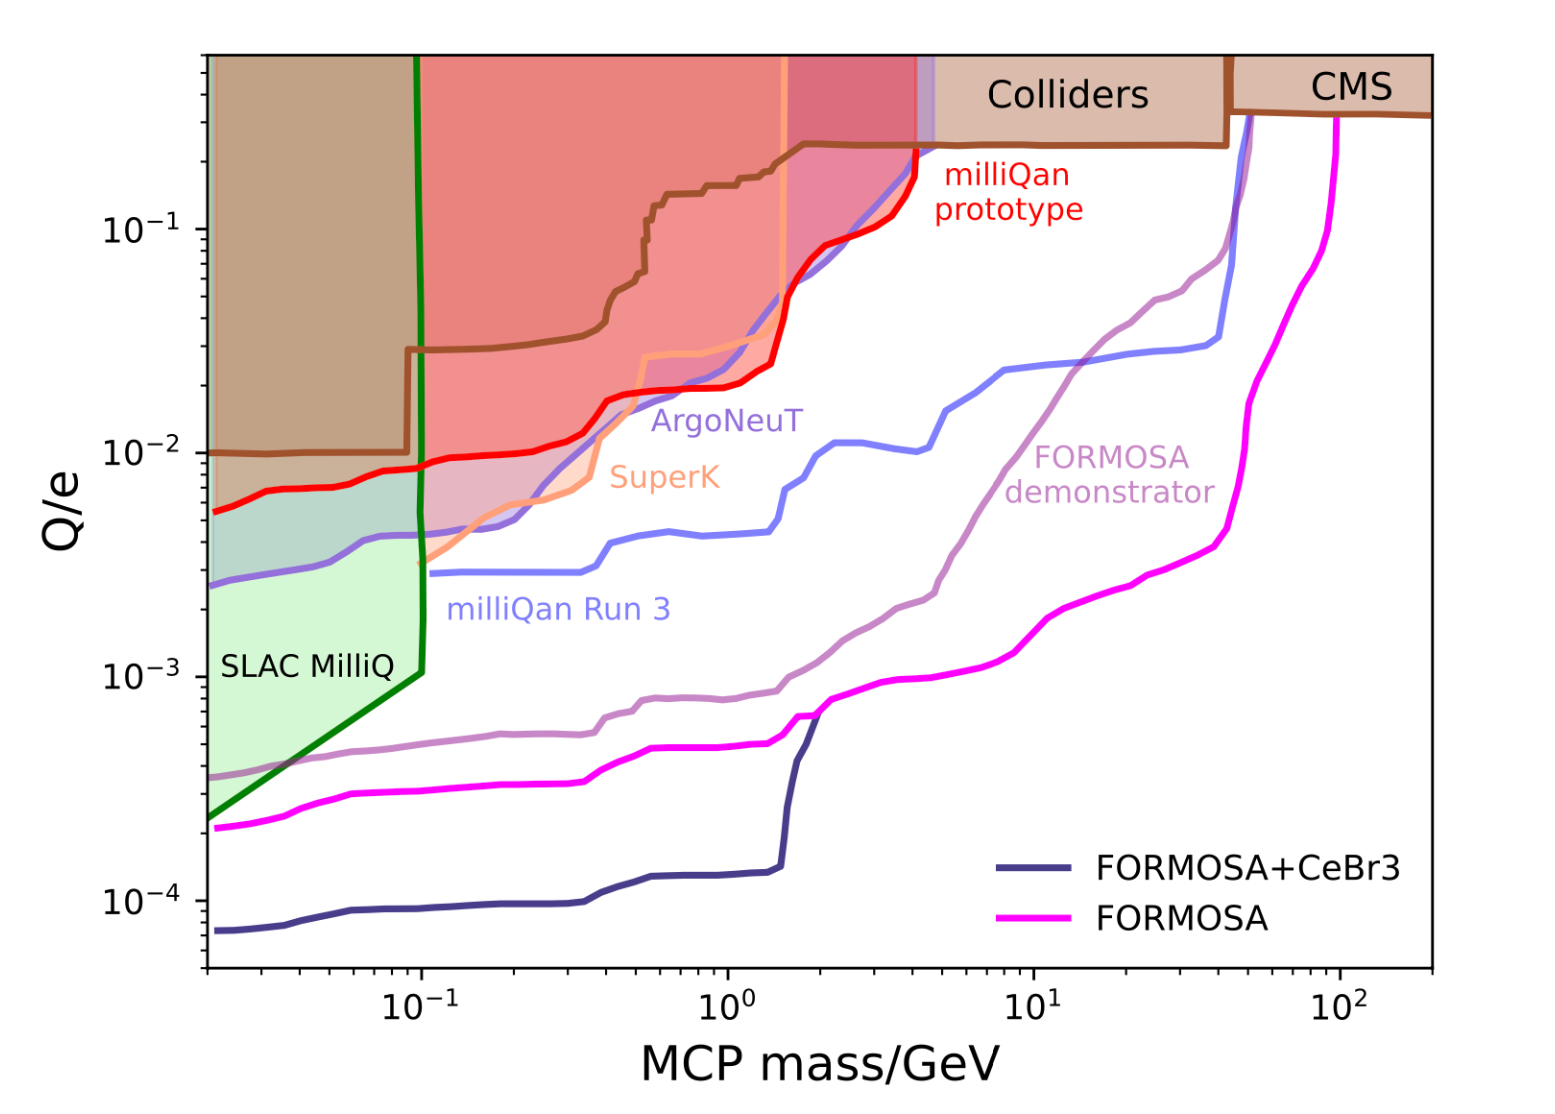 Colliders
CMS
milliQan
prototype
ArgoNeuT
SuperK
FORMOSA
demonstrator
milliQan Run 3
SLAC MilliQ
FORMOSA+CeBr3
FORMOSA
Q/e
10⁻¹
10⁻²
10⁻³
10⁻⁴
10⁻¹
10⁰
10¹
10²
MCP mass/GeV